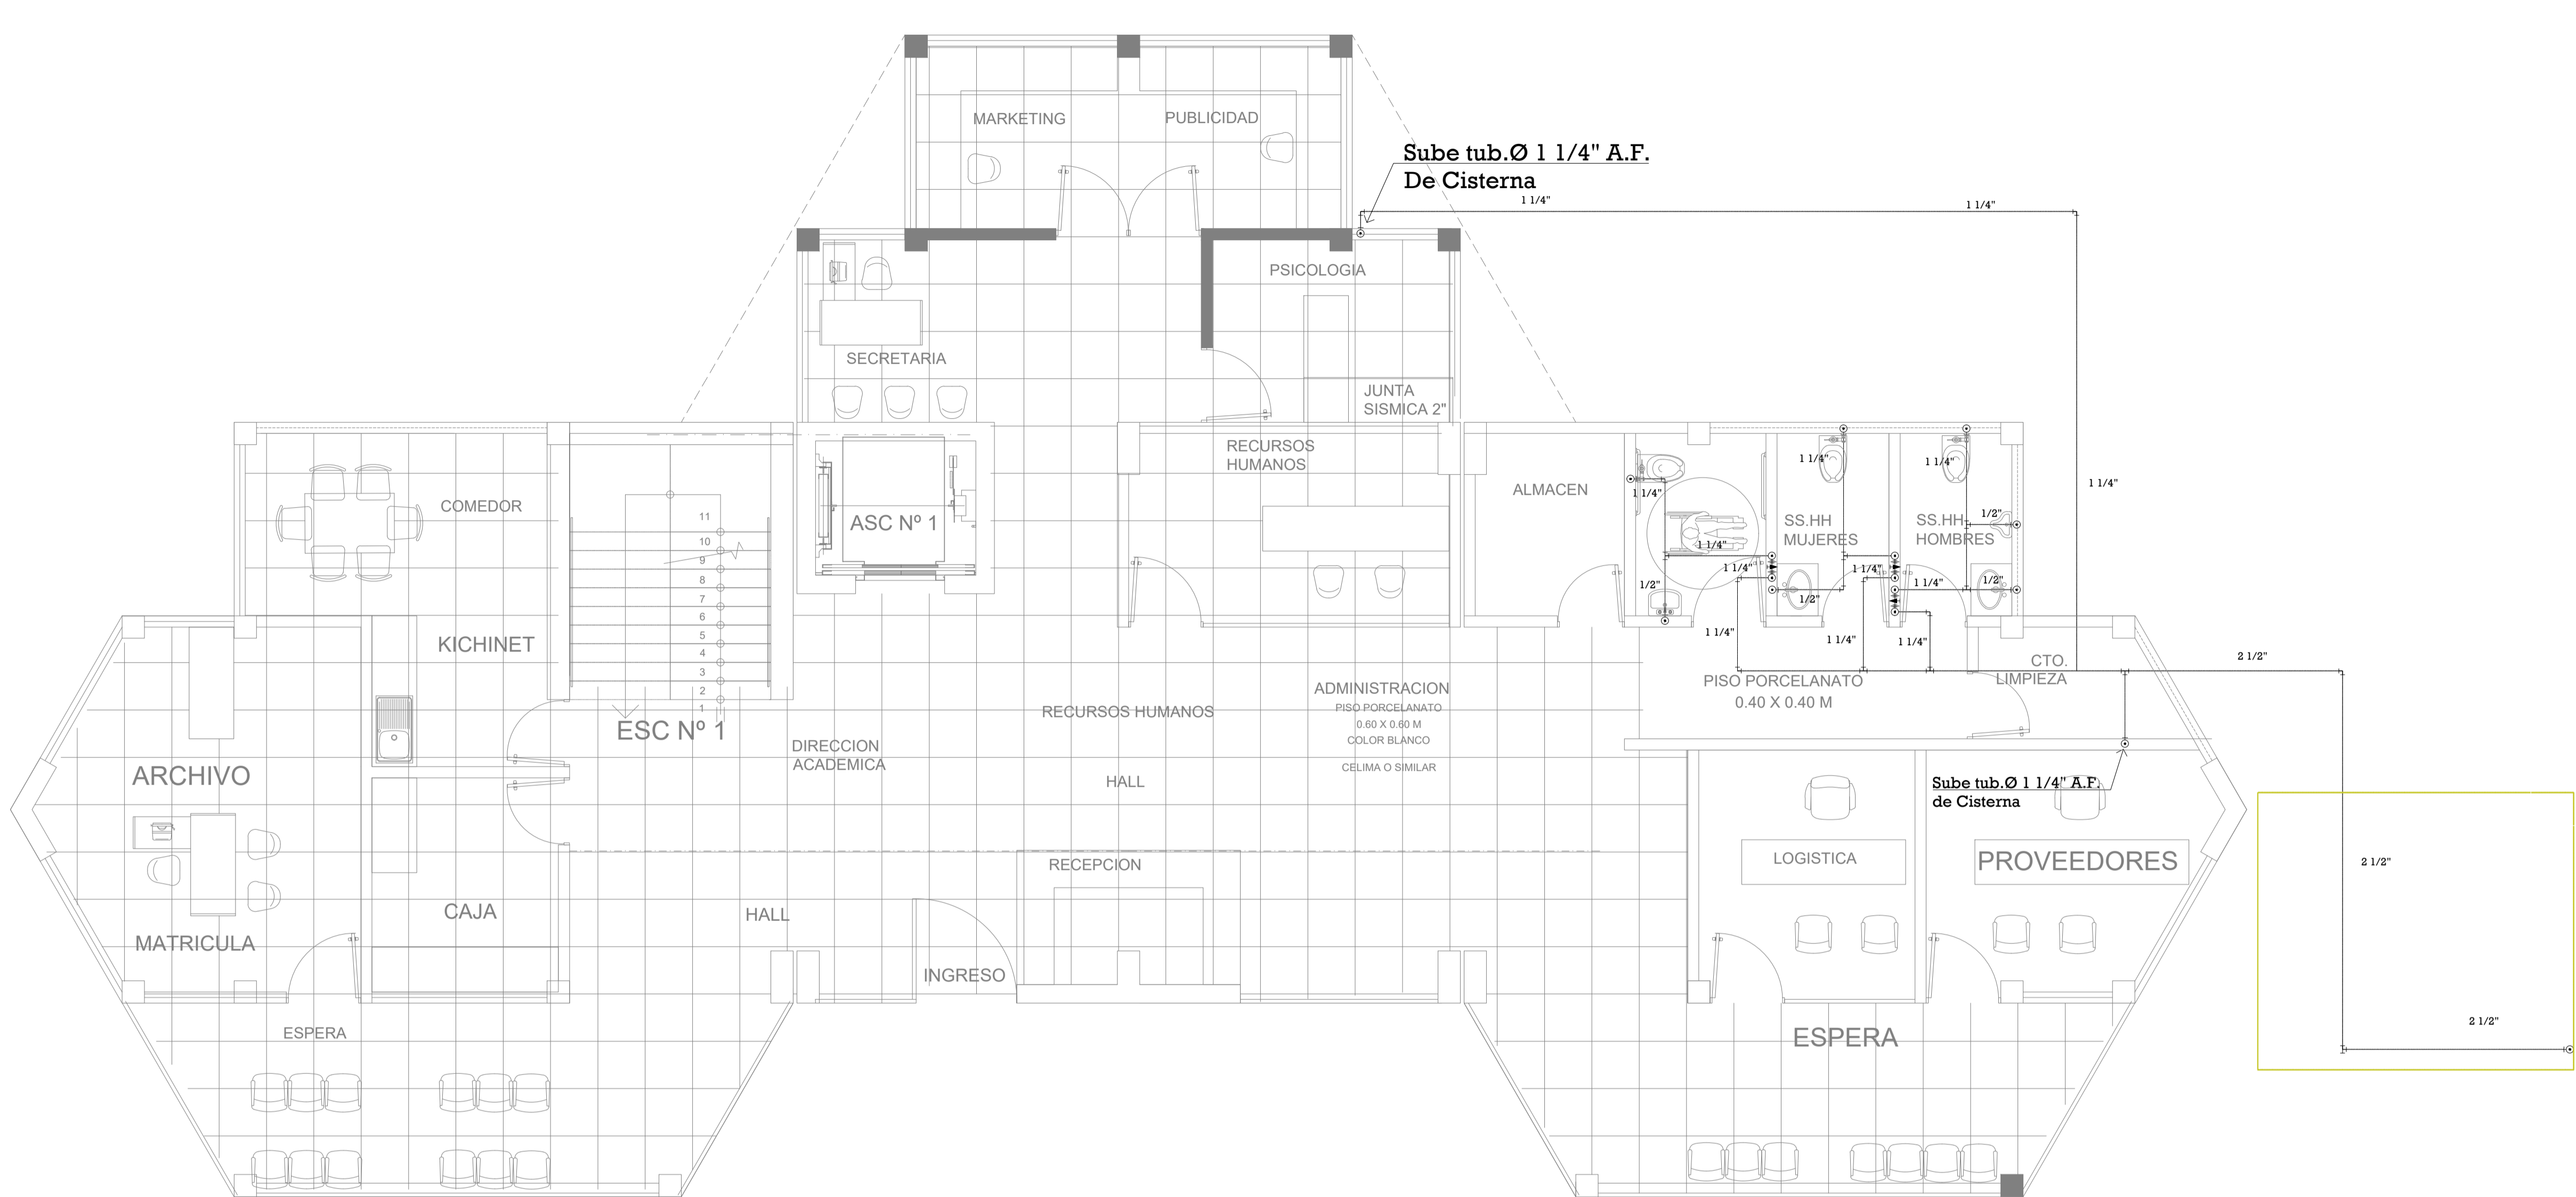 MARKETING
PUBLICIDAD
Sube tub.Ø 1 1/4" A.F.
De Cisterna
1 1/4"
1 1/4"
PSICOLOGIA
SECRETARIA
JUNTA
SISMICA 2"
RECURSOS
HUMANOS
COMEDOR
ASC Nº 1
ALMACEN
1 1/4"
1 1/4"
1 1/4"
1 1/4"
SS.HH
MUJERES
SS.HH
HOMBRES
1/2"
1 1/4"
1 1/4"
1 1/4"
1 1/4"
1/2"
1/2"
1/2"
11
10
9
8
7
6
5
4
3
2
1
KICHINET
1 1/4"
1 1/4"
1 1/4"
2 1/2"
CTO.
LIMPIEZA
PISO PORCELANATO
0.40 X 0.40 M
ADMINISTRACION
PISO PORCELANATO
0.60 X 0.60 M
COLOR BLANCO
CELIMA O SIMILAR
RECURSOS HUMANOS
ESC Nº 1
DIRECCION
ACADEMICA
ARCHIVO
HALL
Sube tub.Ø 1 1/4" A.F.
de Cisterna
RECEPCION
LOGISTICA
PROVEEDORES
2 1/2"
CAJA
HALL
MATRICULA
INGRESO
ESPERA
ESPERA
2 1/2"